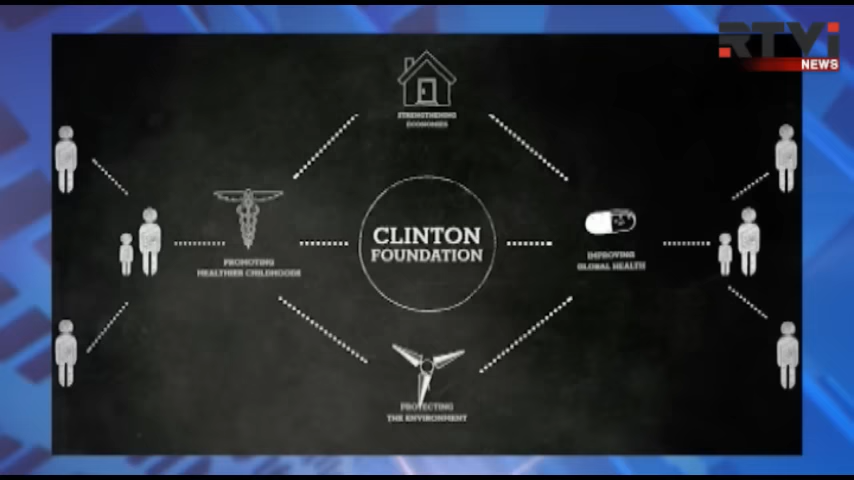 RTVi
NEWS
STRENGTHENING
ECONOMIES
CLINTON
FOUNDATION
PROMOTING
HEALTHIER CHILDHOODS
IMPROVING
GLOBAL HEALTH
PROTECTING
THE ENVIRONMENT